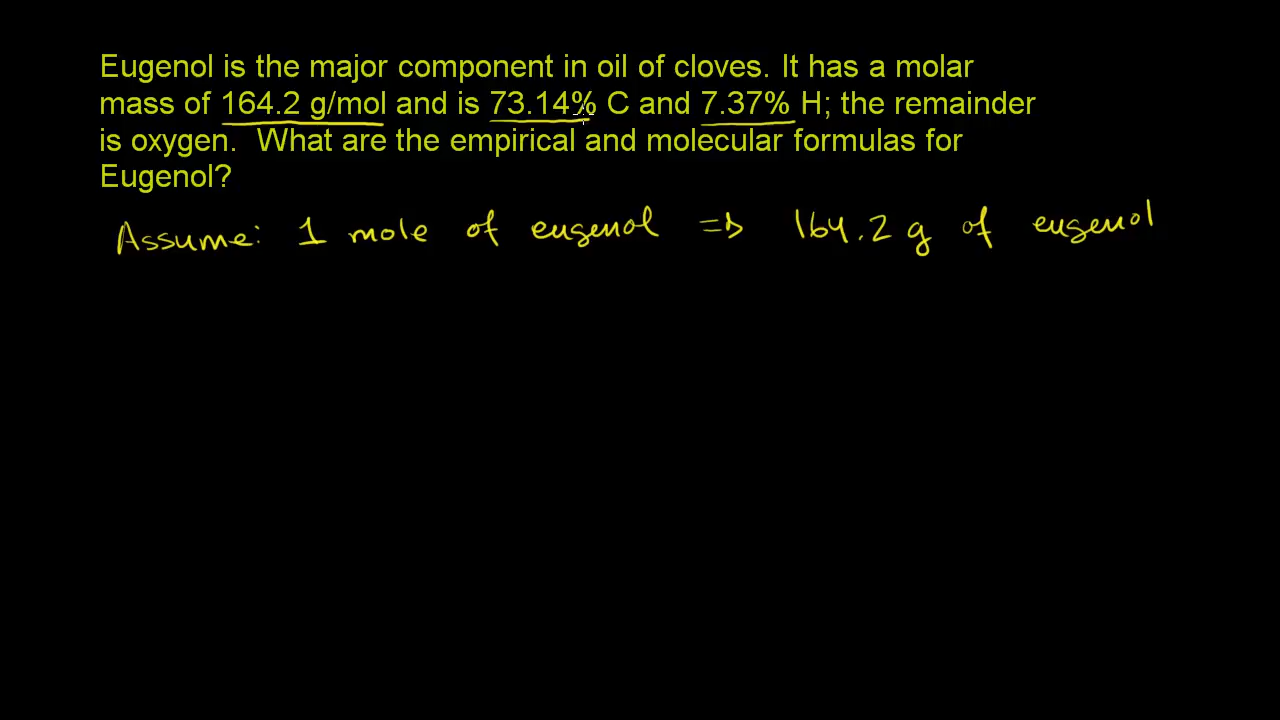 Eugenol is the major component in oil of cloves. It has a molar
mass of 164.2 g/mol and is 73.14% C and 7.37% H; the remainder
is oxygen. What are the empirical and molecular formulas for
Eugenol?
Assume: 1 mole of eugenol => 164.2 g of eugenol